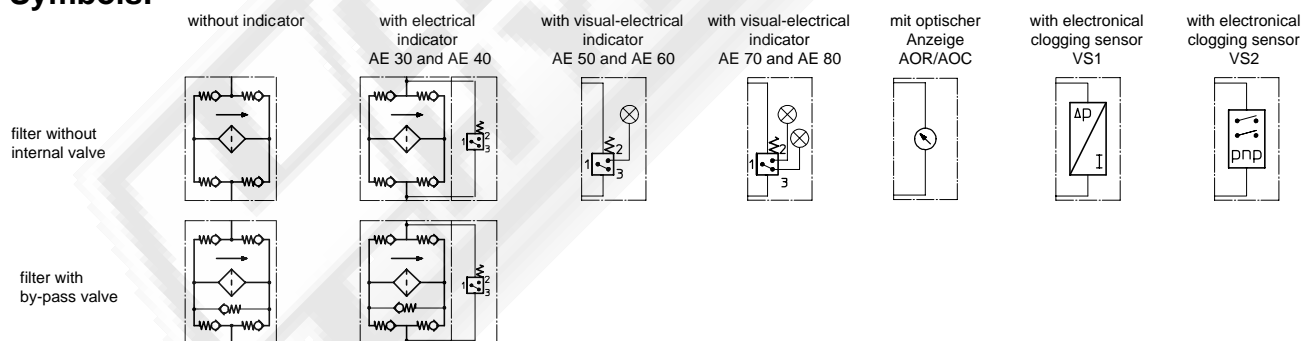 Symbols:
without indicator
with electrical
indicator
AE 30 and AE 40
with visual-electrical
indicator
AE 50 and AE 60
with visual-electrical
indicator
AE 70 and AE 80
mit optischer
Anzeige
AOR/AOC
with electronical
clogging sensor
VS1
with electronical
clogging sensor
VS2
filter without
internal valve
1 2
3
1 2
3
1 2
3
Δp
I
pnp
filter with
by-pass valve
1 2
3